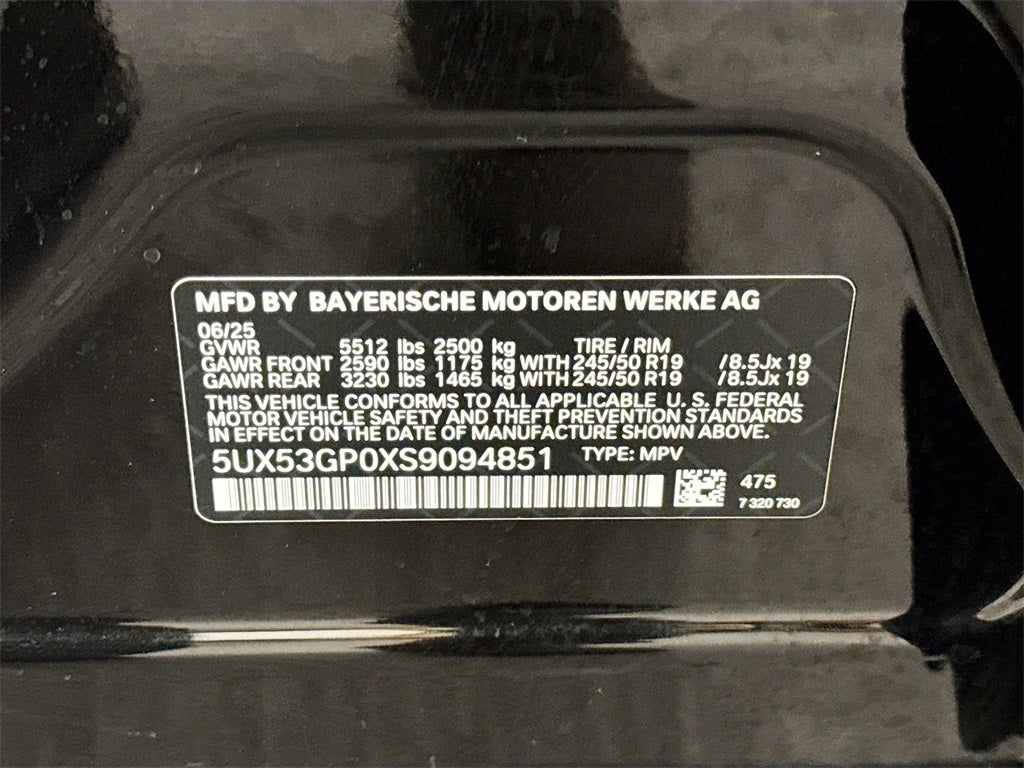 MFD BY BAYERISCHE MOTOREN WERKE AG
06/25
GVWR 5512 lbs 2500 kg TIRE / RIM
GAWR FRONT 2590 lbs 1175 kg WITH 245/50 R19 /8.5Jx 19
GAWR REAR 3230 lbs 1465 kg WITH 245/50 R19 /8.5Jx 19
THIS VEHICLE CONFORMS TO ALL APPLICABLE U. S. FEDERAL
MOTOR VEHICLE SAFETY AND THEFT PREVENTION STANDARDS
IN EFFECT ON THE DATE OF MANUFACTURE SHOWN ABOVE.
5UX53GP0XS9094851 TYPE: MPV
475
7 320 730